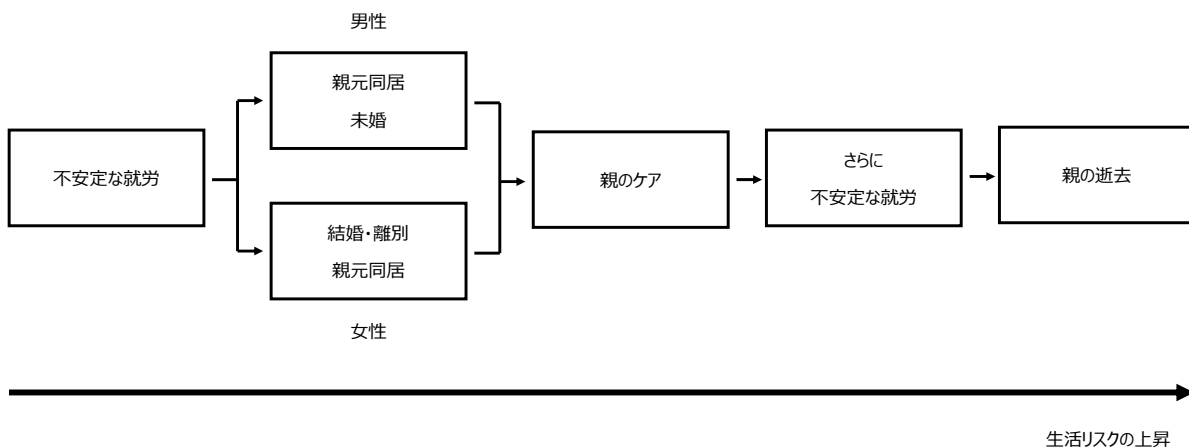 男性
親元同居
未婚
不安定な就労
親のケア
さらに
不安定な就労
親の逝去
結婚・離別
親元同居
女性
生活リスクの上昇